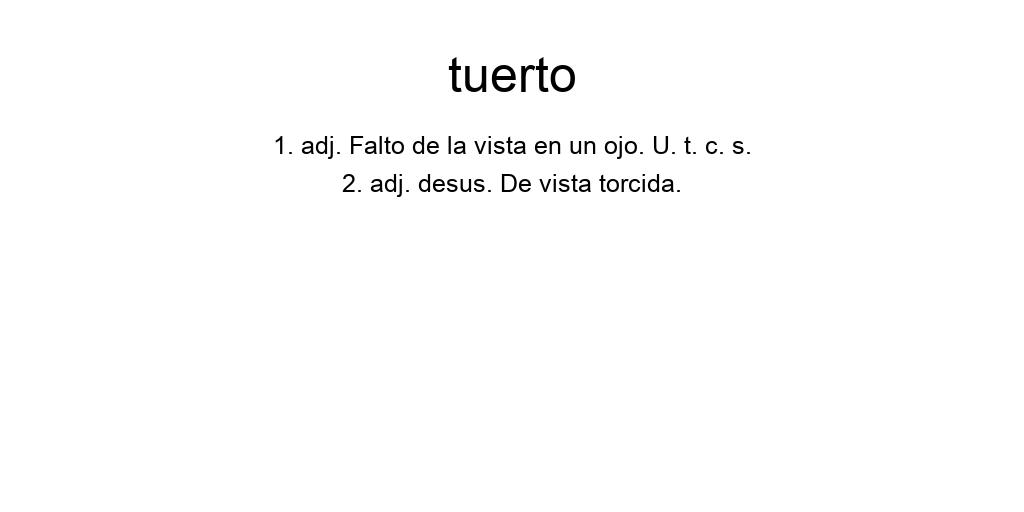 tuerto
1. adj. Falto de la vista en un ojo. U. t. c. s.
2. adj. desus. De vista torcida.